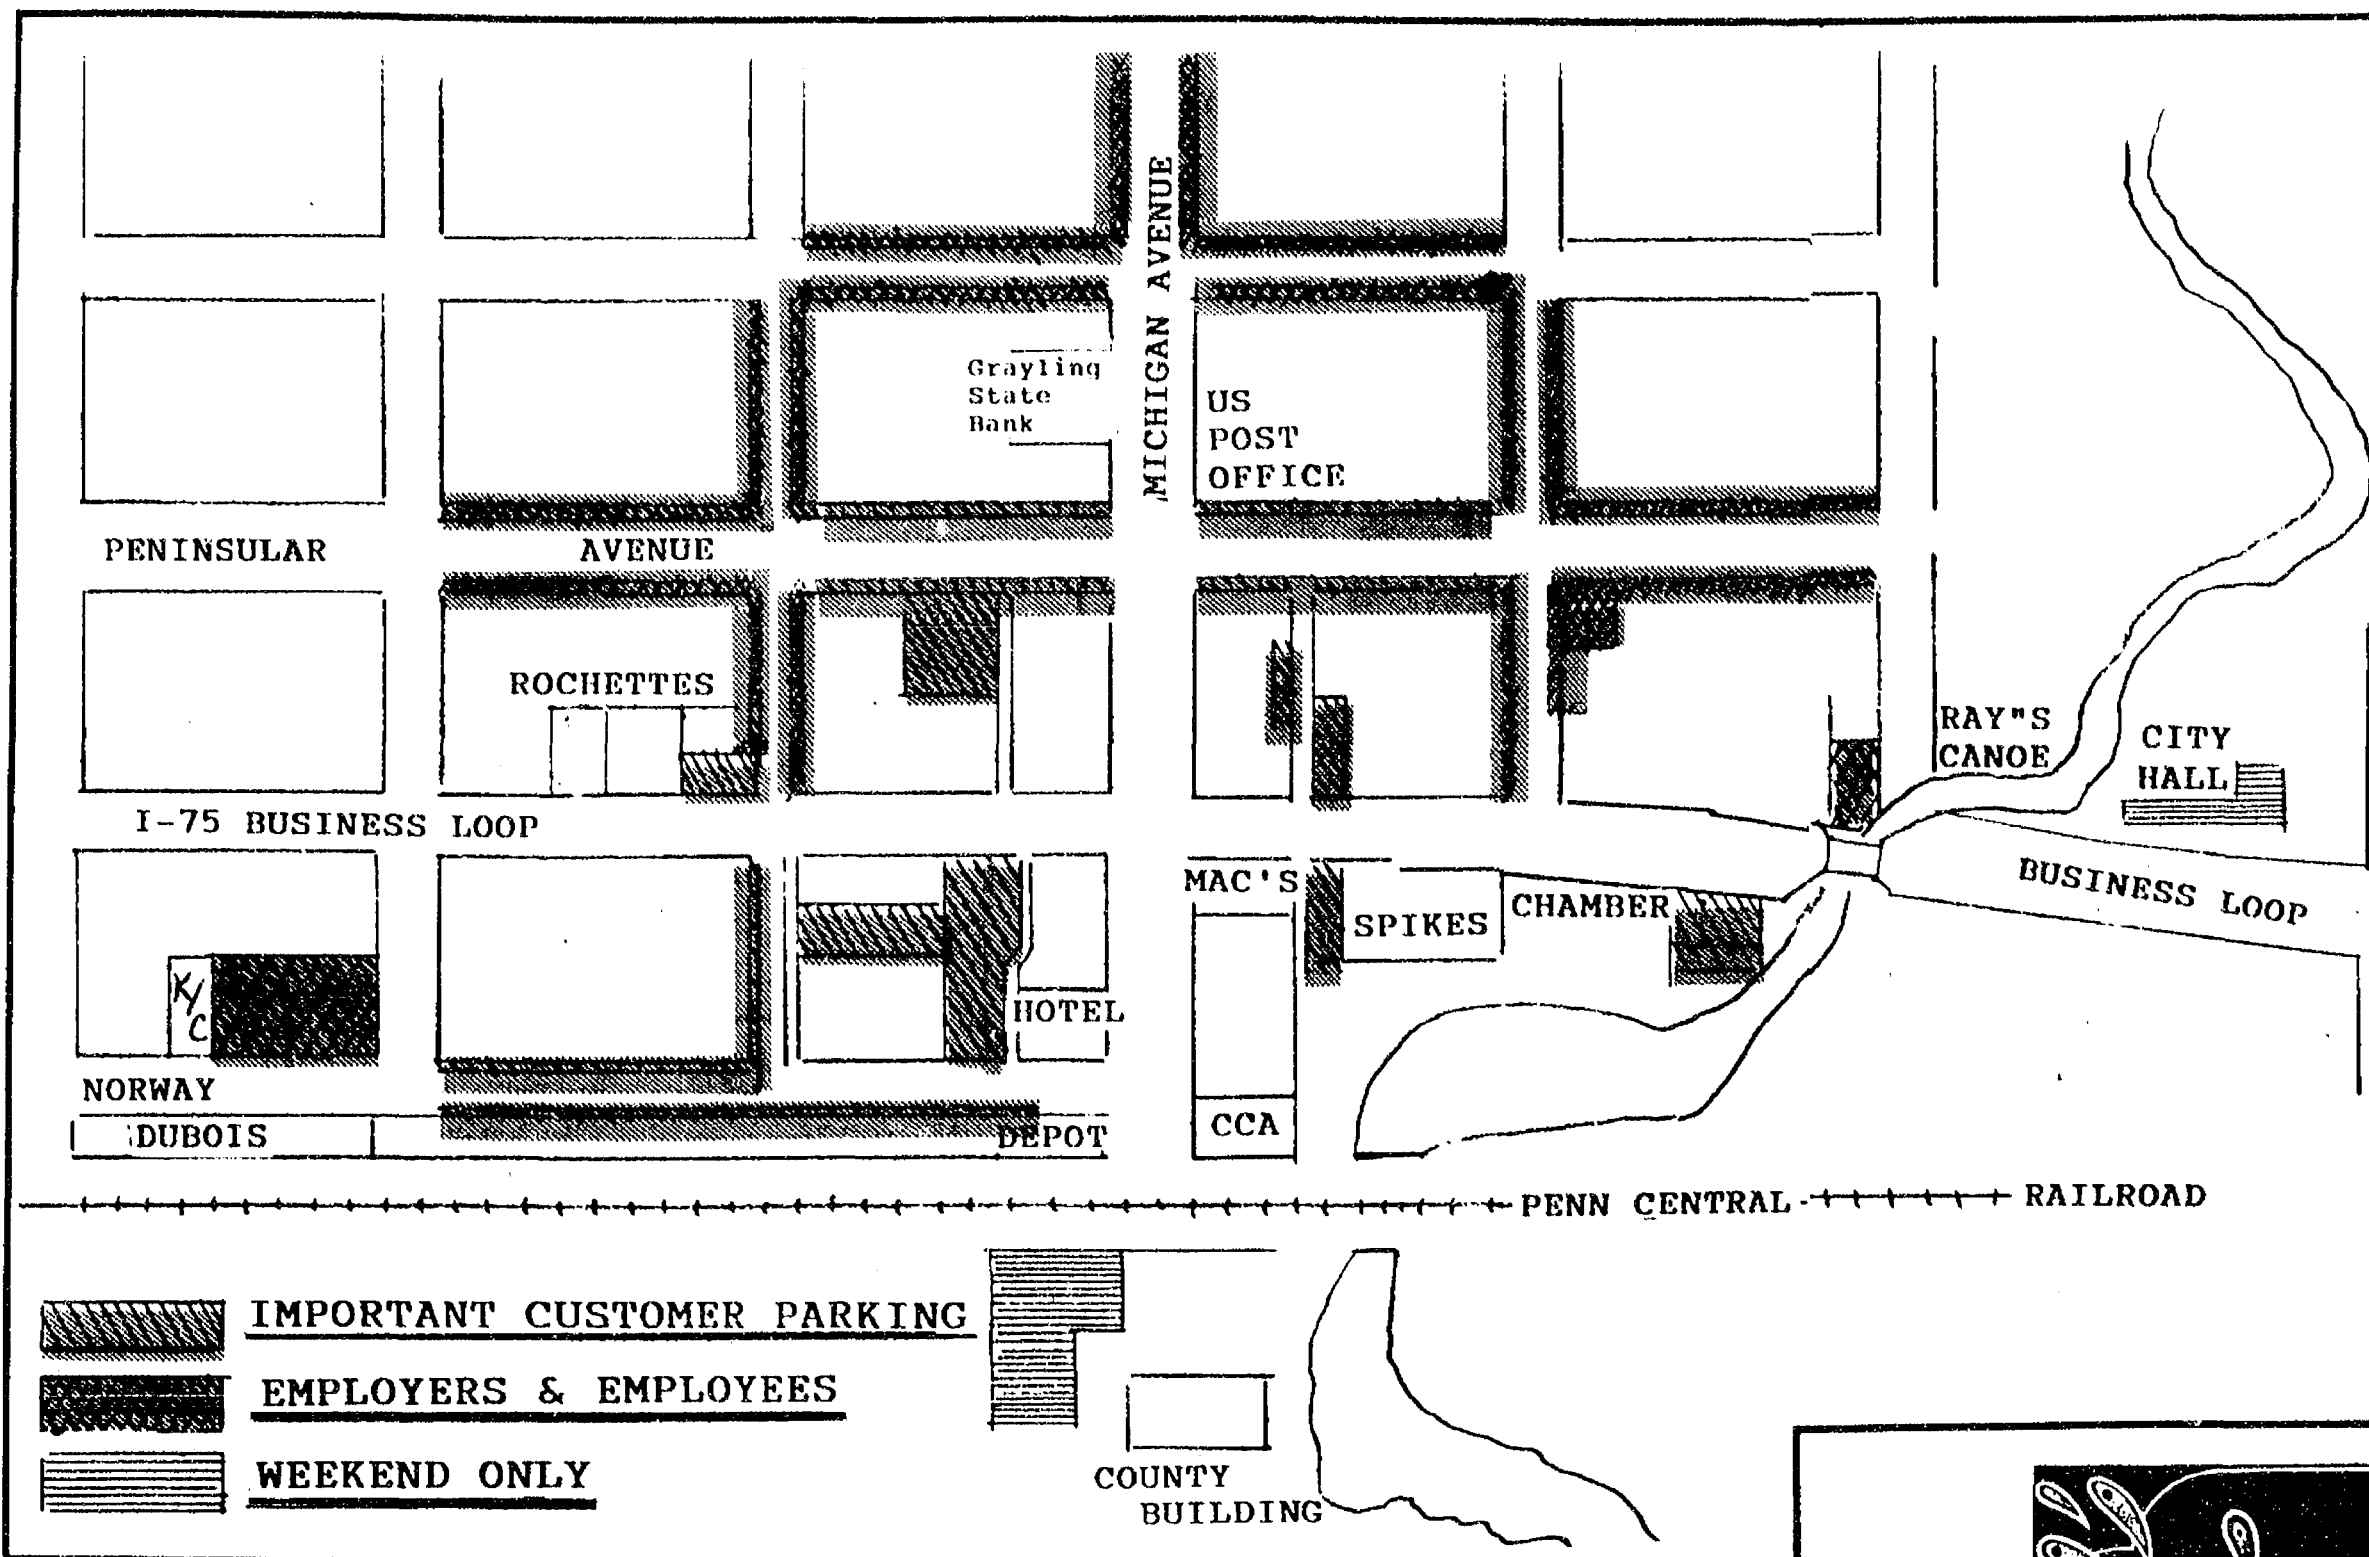 MICHIGAN AVENUE
Grayling
State
Bank
US
POST
OFFICE
PENINSULAR AVENUE
ROCHETTES
RAY"S
CANOE
CITY
HALL
I-75 BUSINESS LOOP
MAC'S
SPIKES
CHAMBER
BUSINESS LOOP
K/C
HOTEL
NORWAY
DUBOIS
DEPOT
CCA
PENN CENTRAL RAILROAD
IMPORTANT CUSTOMER PARKING
EMPLOYERS & EMPLOYEES
WEEKEND ONLY
COUNTY
BUILDING